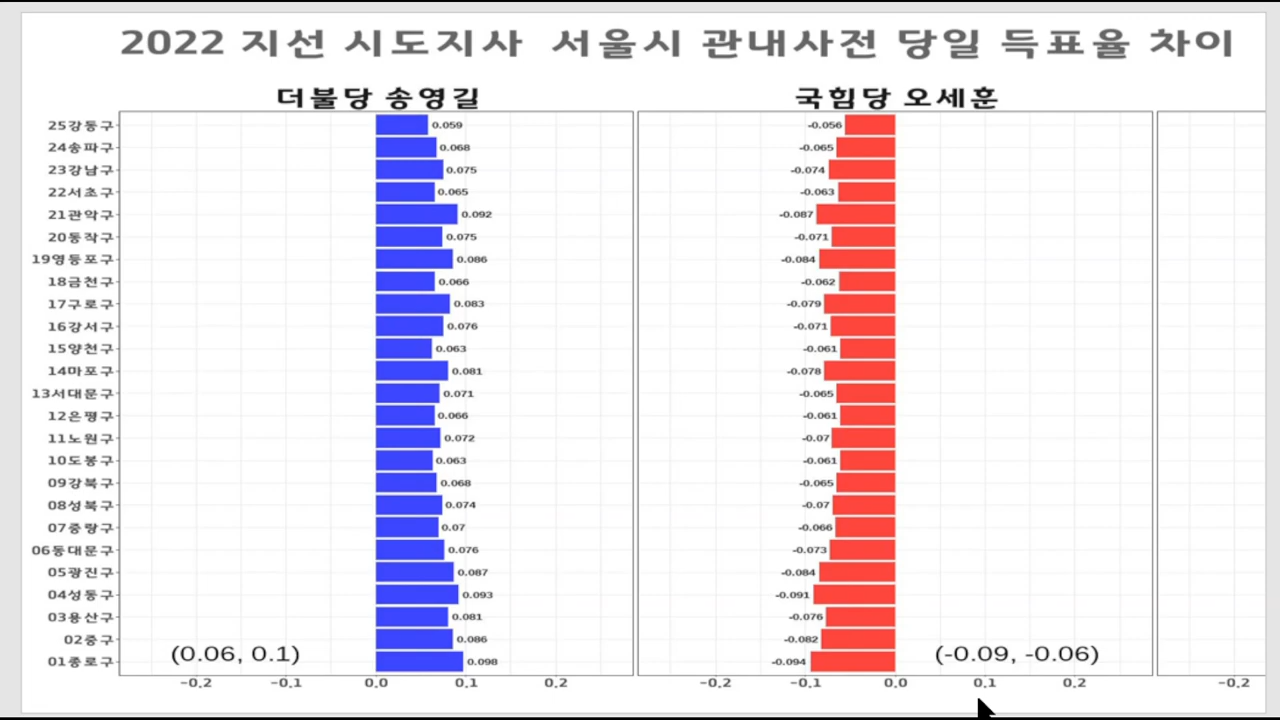 2022 지선 시도지사 서울시 관내사전 당일 득표율 차이
더불당 송영길 국힘당 오세훈
25강동구 0.059 -0.056
24송파구 0.068 -0.065
23강남구 0.075 -0.074
22서초구 0.065 -0.063
21관악구 0.092 -0.087
20동작구 0.075 -0.071
19영등포구 0.086 -0.084
18금천구 0.066 -0.062
17구로구 0.083 -0.079
16강서구 0.076 -0.071
15양천구 0.063 -0.061
14마포구 0.081 -0.078
13서대문구 0.071 -0.065
12은평구 0.066 -0.061
11노원구 0.072 -0.07
10도봉구 0.063 -0.061
09강북구 0.068 -0.065
08성북구 0.074 -0.07
07중랑구 0.07 -0.066
06동대문구 0.076 -0.073
05광진구 0.087 -0.084
04성동구 0.093 -0.091
03용산구 0.081 -0.076
02중구 0.086 -0.082
(0.06, 0.1) (-0.09, -0.06)
01종로구 0.098 -0.094
-0.2 -0.1 0.0 0.1 0.2 -0.2 -0.1 0.0 0.1 0.2 -0.2